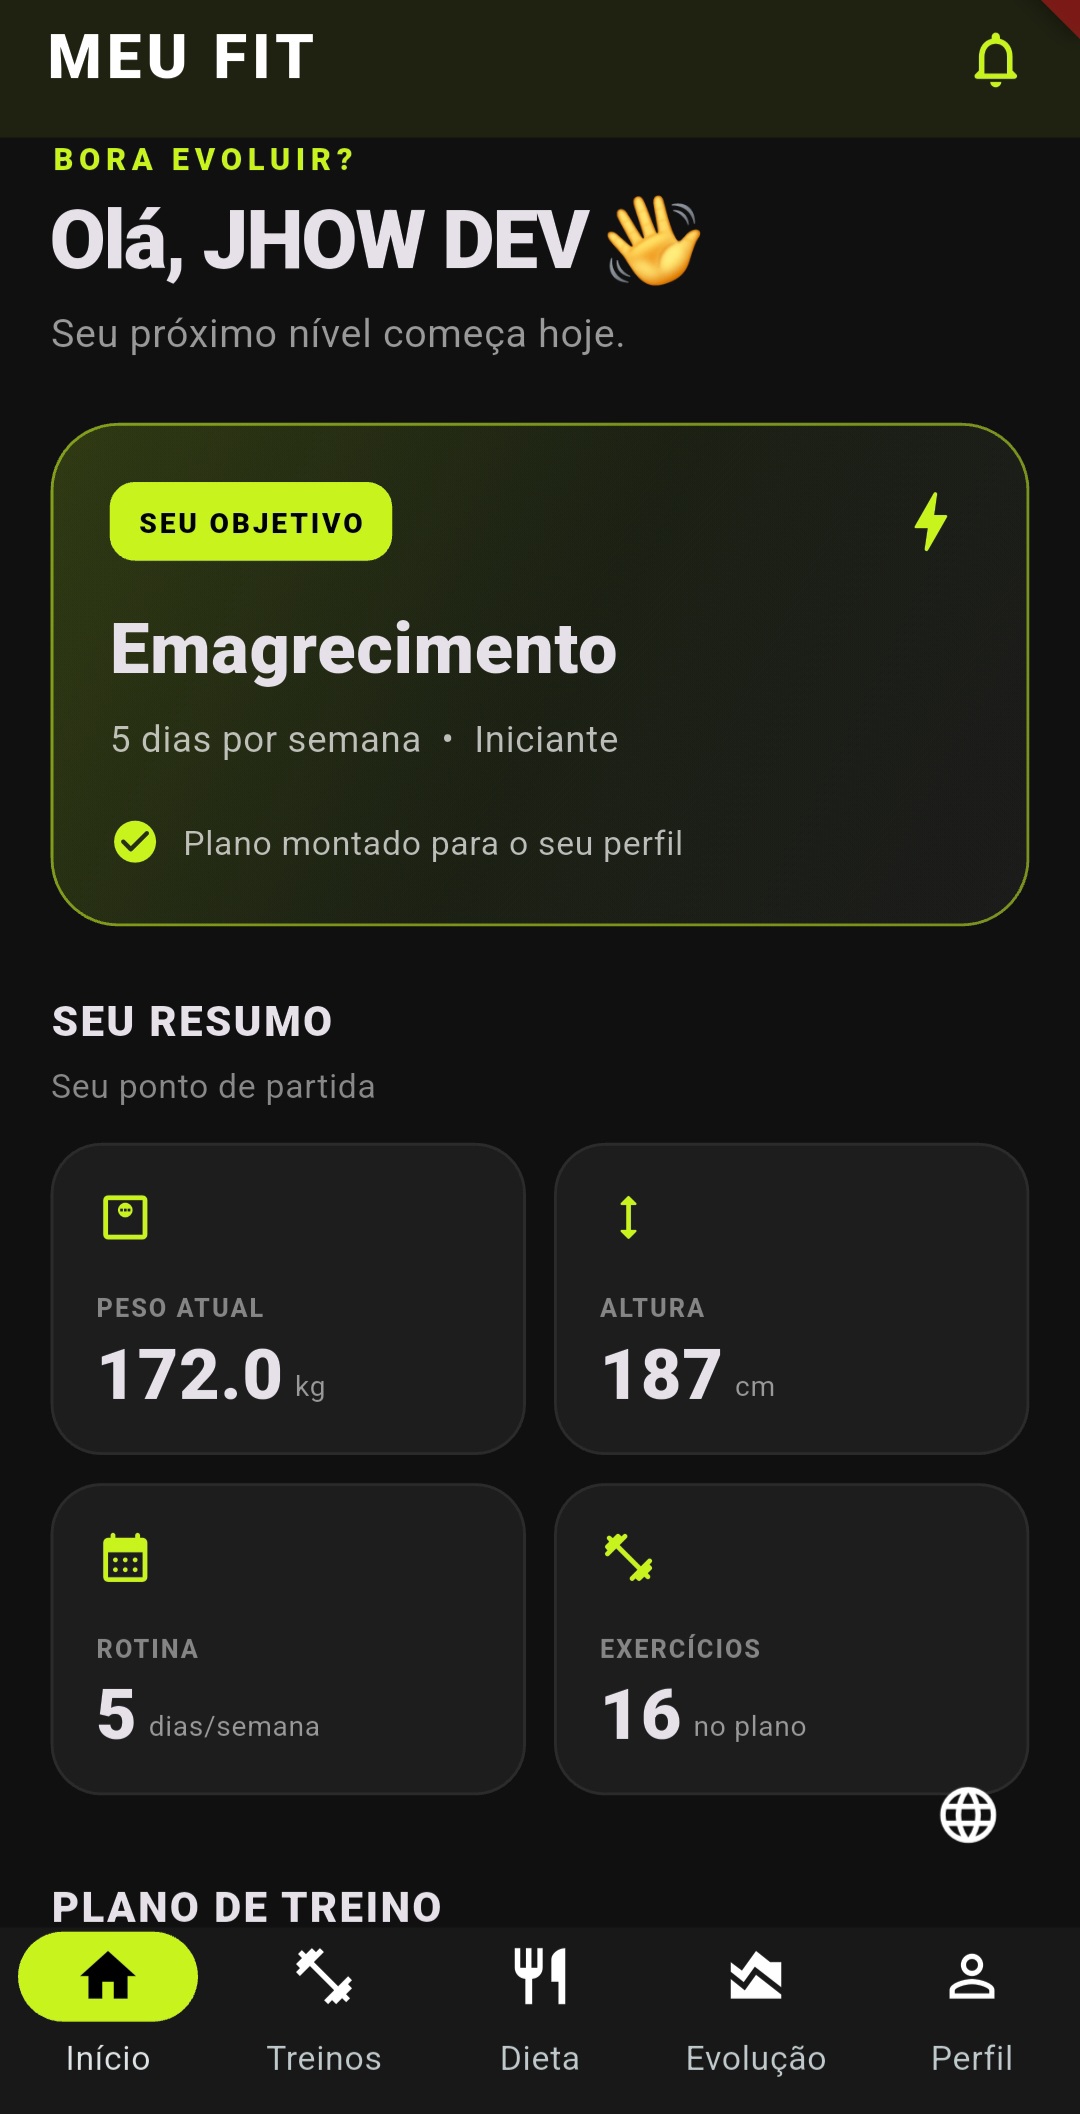 MEU FIT
BORA EVOLUIR?
Olá, JHOW DEV 👋
Seu próximo nível começa hoje.
SEU OBJETIVO
Emagrecimento
5 dias por semana • Iniciante
Plano montado para o seu perfil
SEU RESUMO
Seu ponto de partida
PESO ATUAL
172.0 kg
ALTURA
187 cm
ROTINA
5 dias/semana
EXERCÍCIOS
16 no plano
PLANO DE TREINO
Início
Treinos
Dieta
Evolução
Perfil